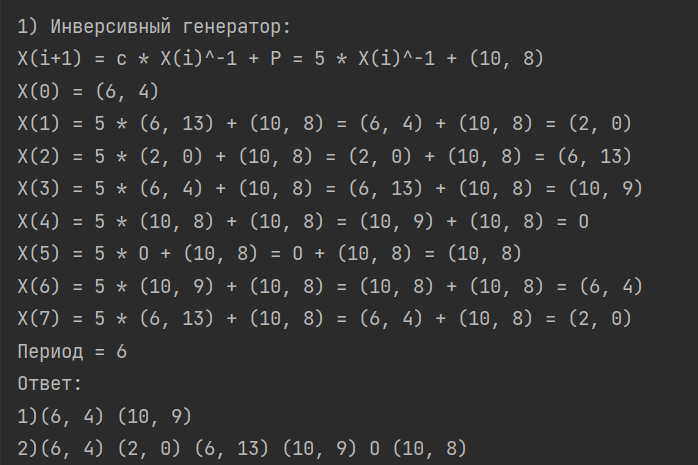 1) Инверсивный генератор:
X(i+1) = c * X(i)^-1 + P = 5 * X(i)^-1 + (10, 8)
X(0) = (6, 4)
X(1) = 5 * (6, 13) + (10, 8) = (6, 4) + (10, 8) = (2, 0)
X(2) = 5 * (2, 0) + (10, 8) = (2, 0) + (10, 8) = (6, 13)
X(3) = 5 * (6, 4) + (10, 8) = (6, 13) + (10, 8) = (10, 9)
X(4) = 5 * (10, 8) + (10, 8) = (10, 9) + (10, 8) = O
X(5) = 5 * O + (10, 8) = O + (10, 8) = (10, 8)
X(6) = 5 * (10, 9) + (10, 8) = (10, 8) + (10, 8) = (6, 4)
X(7) = 5 * (6, 13) + (10, 8) = (6, 4) + (10, 8) = (2, 0)
Период = 6
Ответ:
1)(6, 4) (10, 9)
2)(6, 4) (2, 0) (6, 13) (10, 9) O (10, 8)